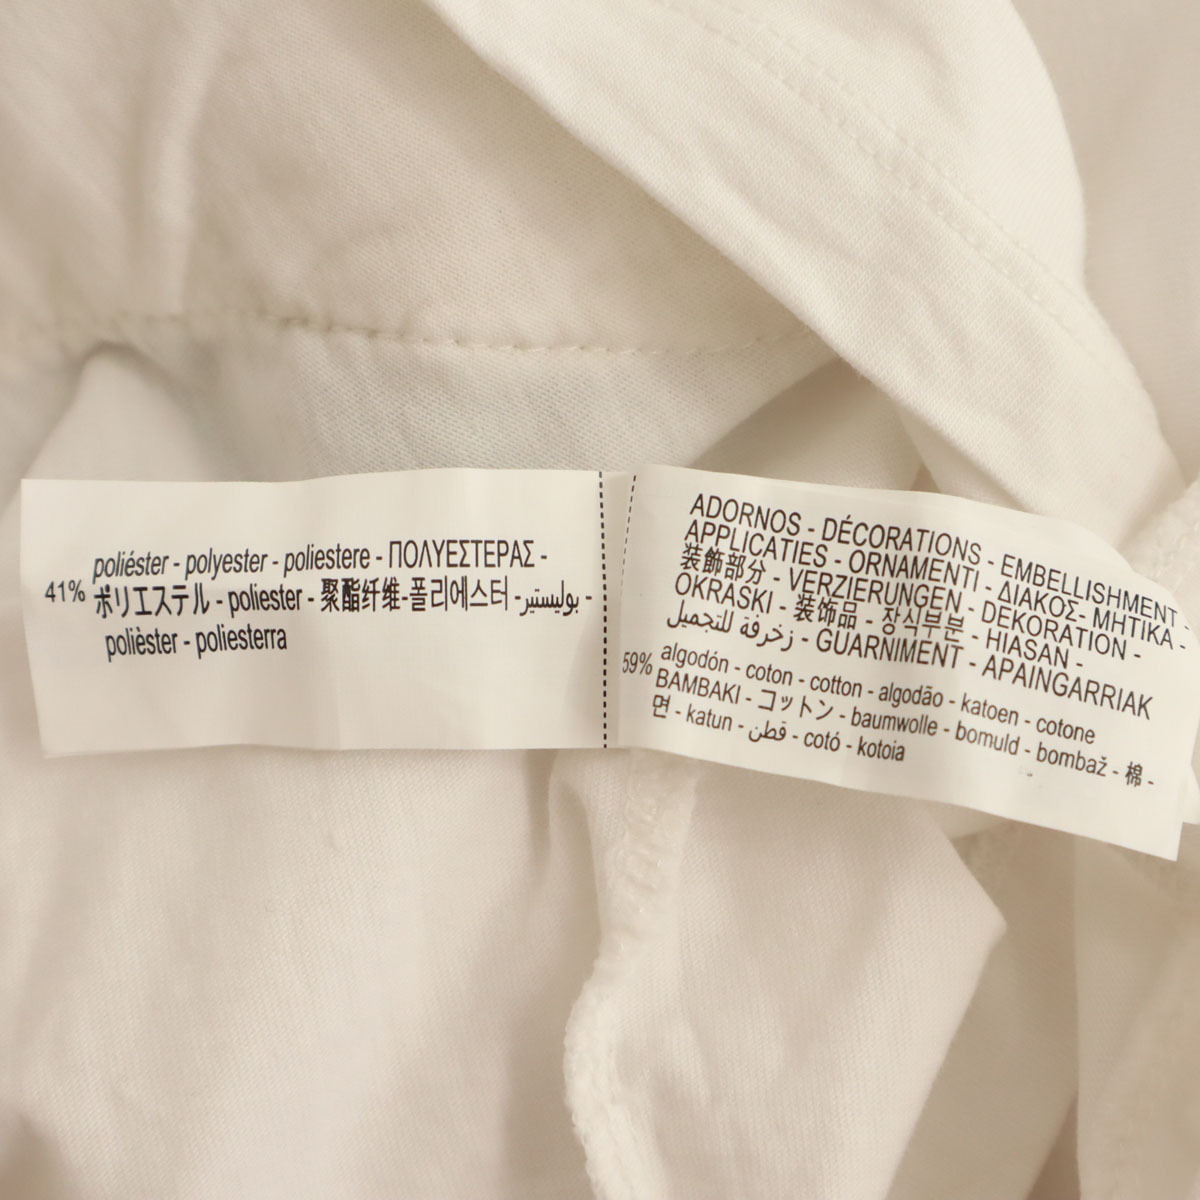 41% poliéster - polyester - poliestere - ΠΟΛΥΕΣΤΕΡΑΣ -
ポリエステル - poliester - 聚酯纤维-폴리에스터 - بوليستير -
polièster - poliesterra
ADORNOS - DÉCORATIONS - EMBELLISHMENT -
APPLICATIES - ORNAMENTI - ΔΙΑΚΟΣ- ΜΗΤΙΚΑ -
装飾部分 - VERZIERUNGEN - DEKORATION -
OKRASKI - 装饰品 - 장식부분 - HIASAN -
زخرفة للتجميل - GUARNIMENT - APAINGARRIAK
59% algodón - coton - cotton - algodão - katoen - cotone
BAMBAKI - コットン - baumwolle - bomuld - bombaž - 棉 -
면 - katun - قطن - cotó - kotoia